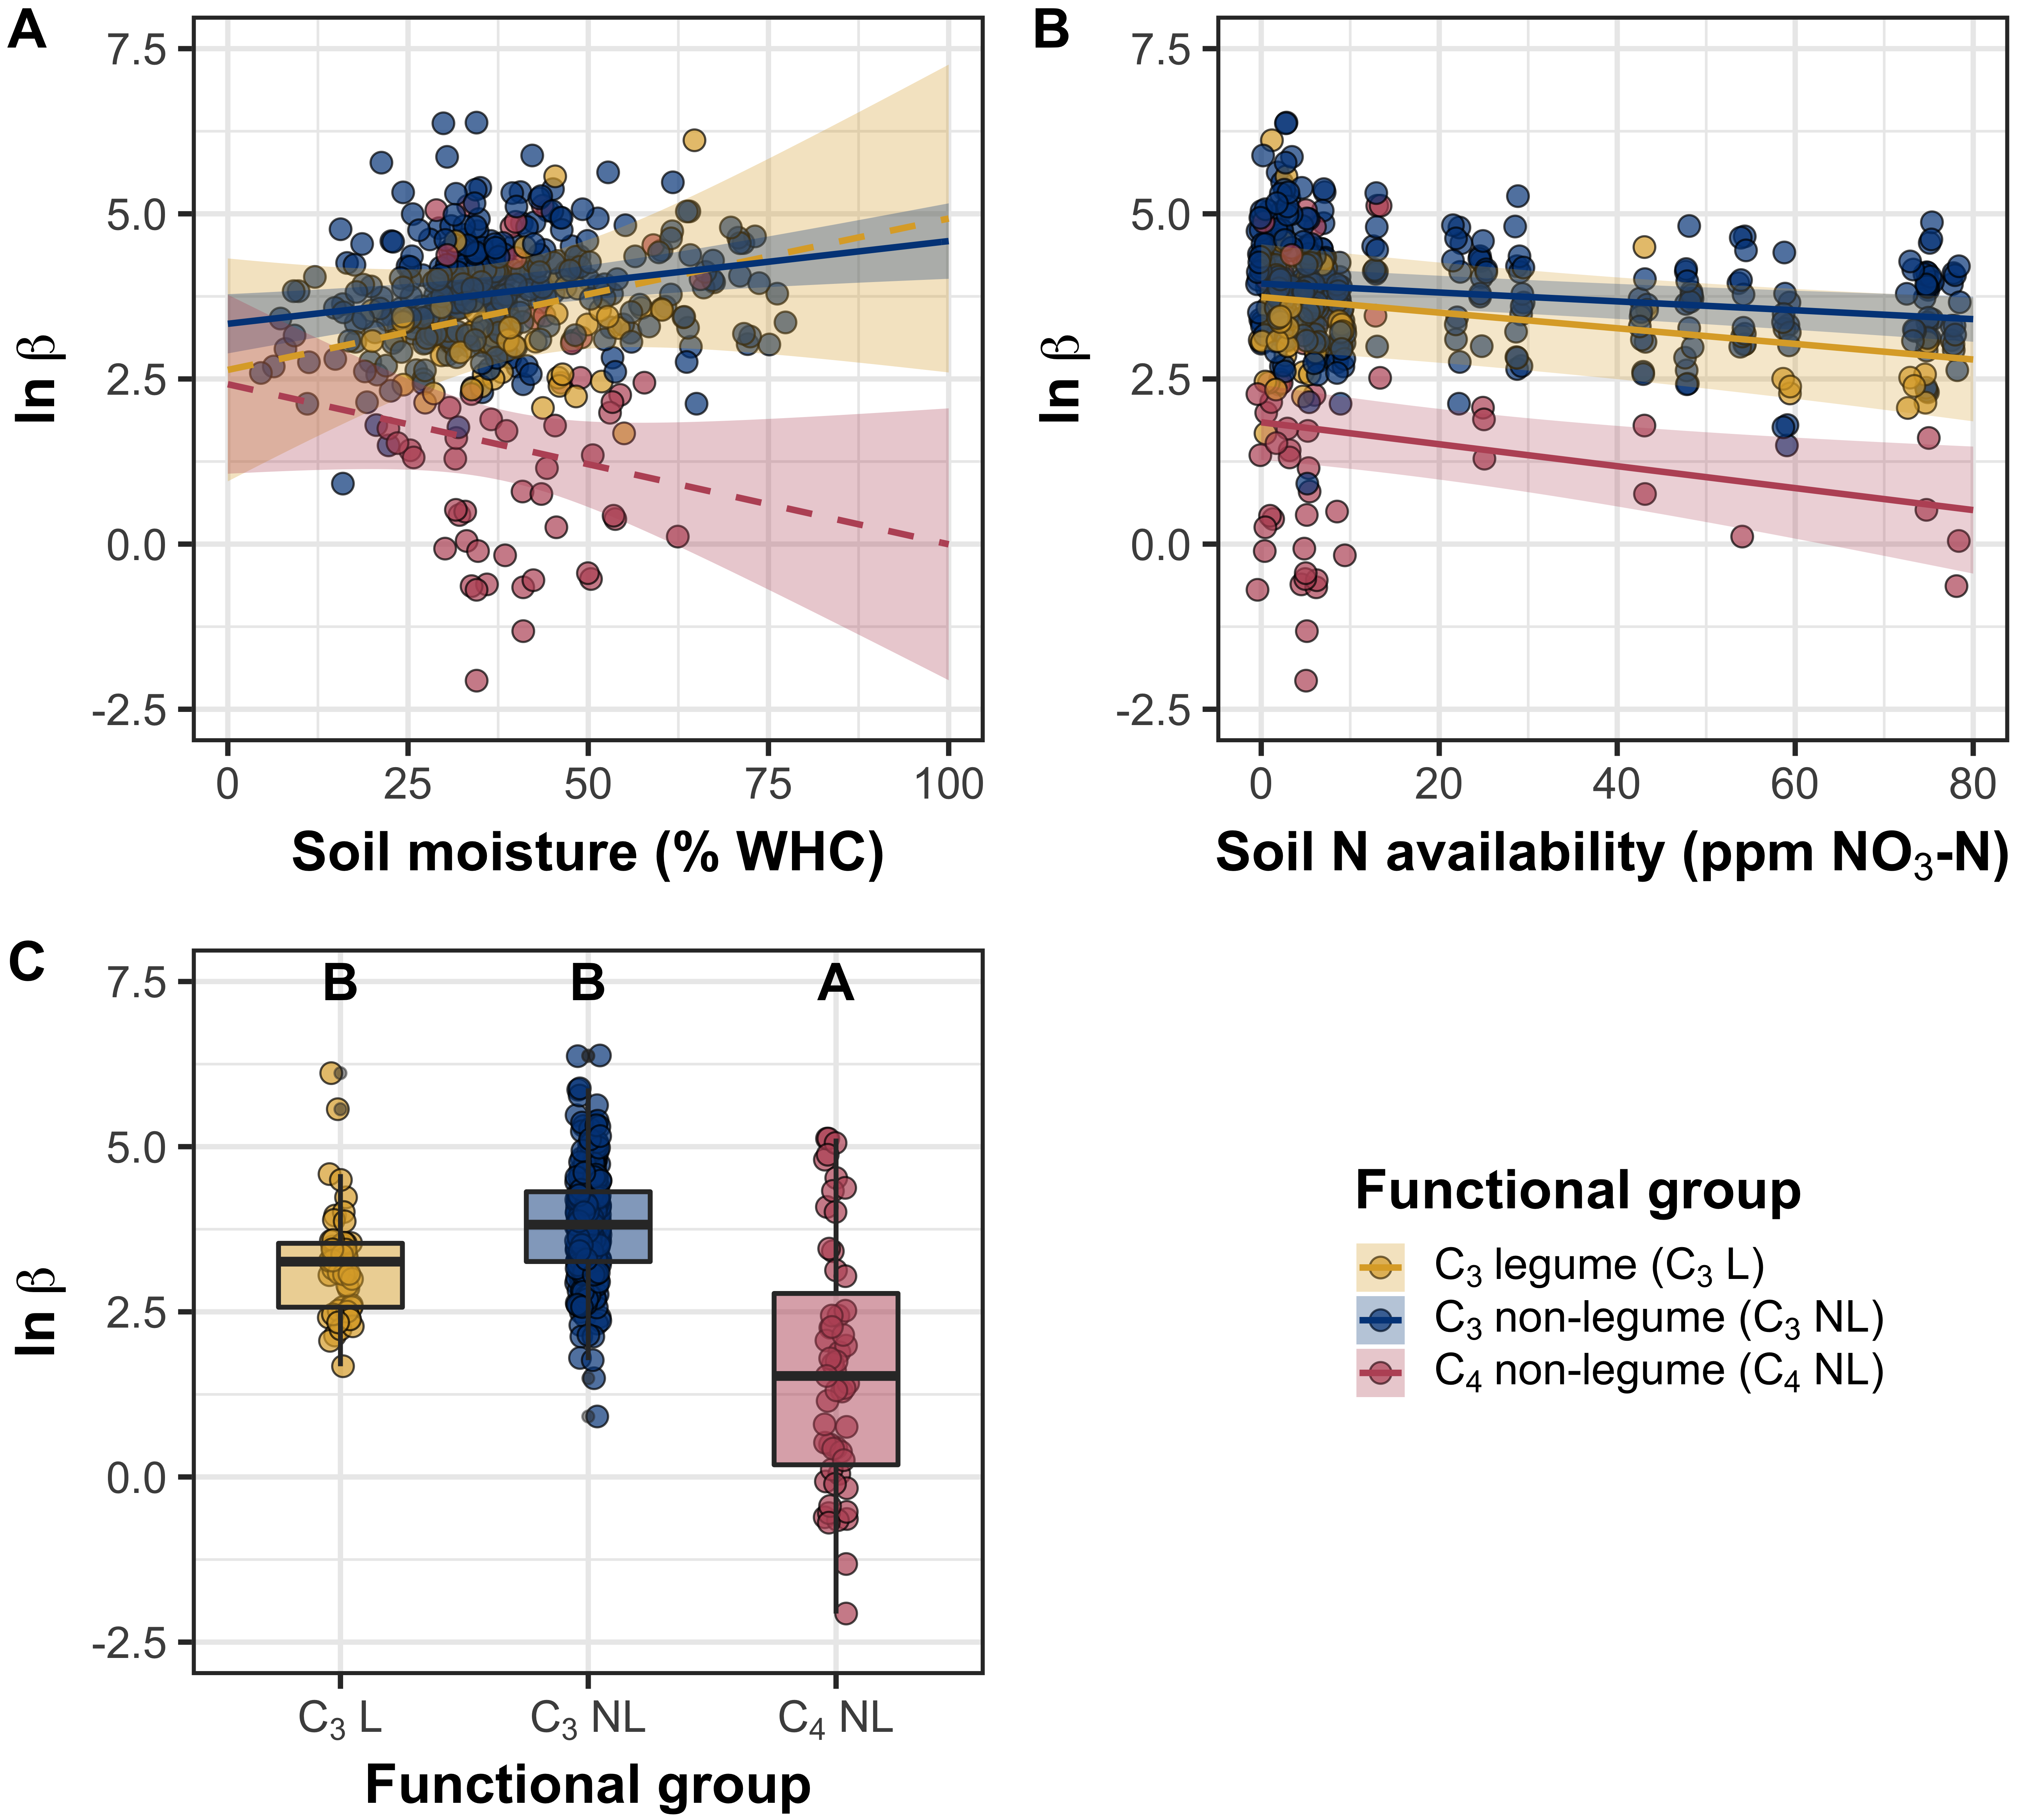 A
7.5
5.0
2.5
0.0
-2.5
ln β
0 25 50 75 100
Soil moisture (% WHC)
B
7.5
5.0
2.5
0.0
-2.5
ln β
0 20 40 60 80
Soil N availability (ppm NO₃-N)
C
B B A
7.5
5.0
2.5
0.0
-2.5
ln β
C₃ L C₃ NL C₄ NL
Functional group
Functional group
C₃ legume (C₃ L)
C₃ non-legume (C₃ NL)
C₄ non-legume (C₄ NL)